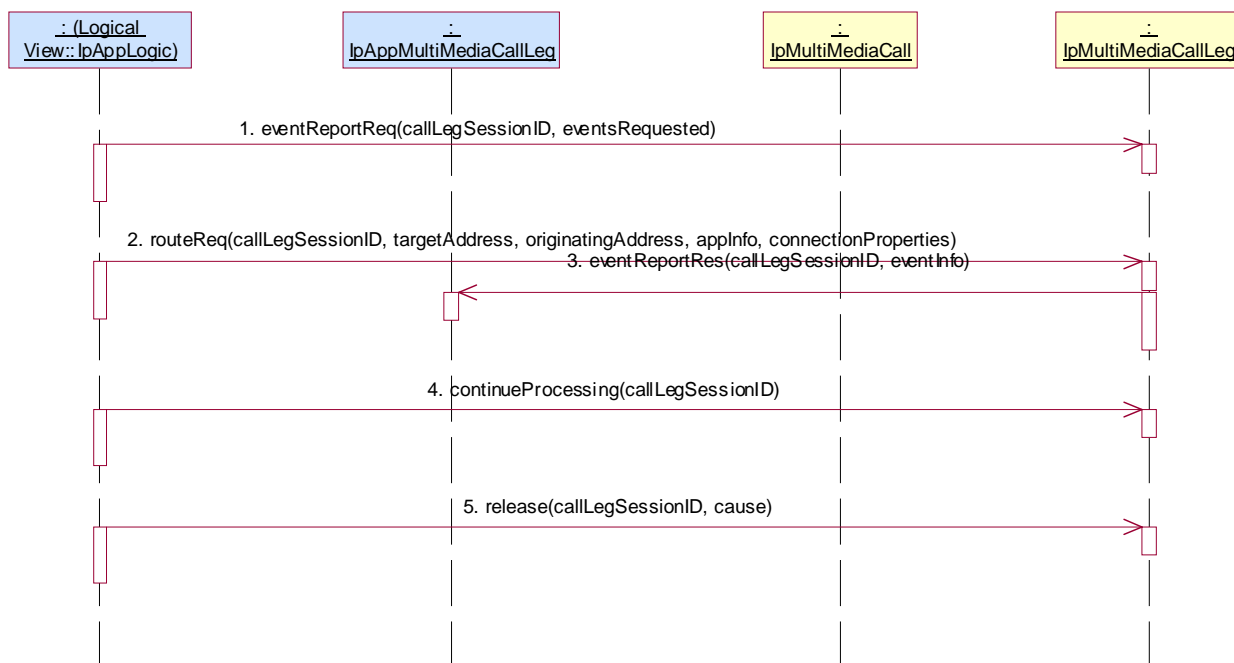 : (Logical
View::IpAppLogic)
:
IpAppMultiMediaCallLeg
:
IpMultiMediaCall
:
IpMultiMediaCallLeg
1. eventReportReq(callLegSessionID, eventsRequested)
2. routeReq(callLegSessionID, targetAddress, originatingAddress, appInfo, connectionProperties)
3. eventReportRes(callLegSessionID, eventInfo)
4. continueProcessing(callLegSessionID)
5. release(callLegSessionID, cause)